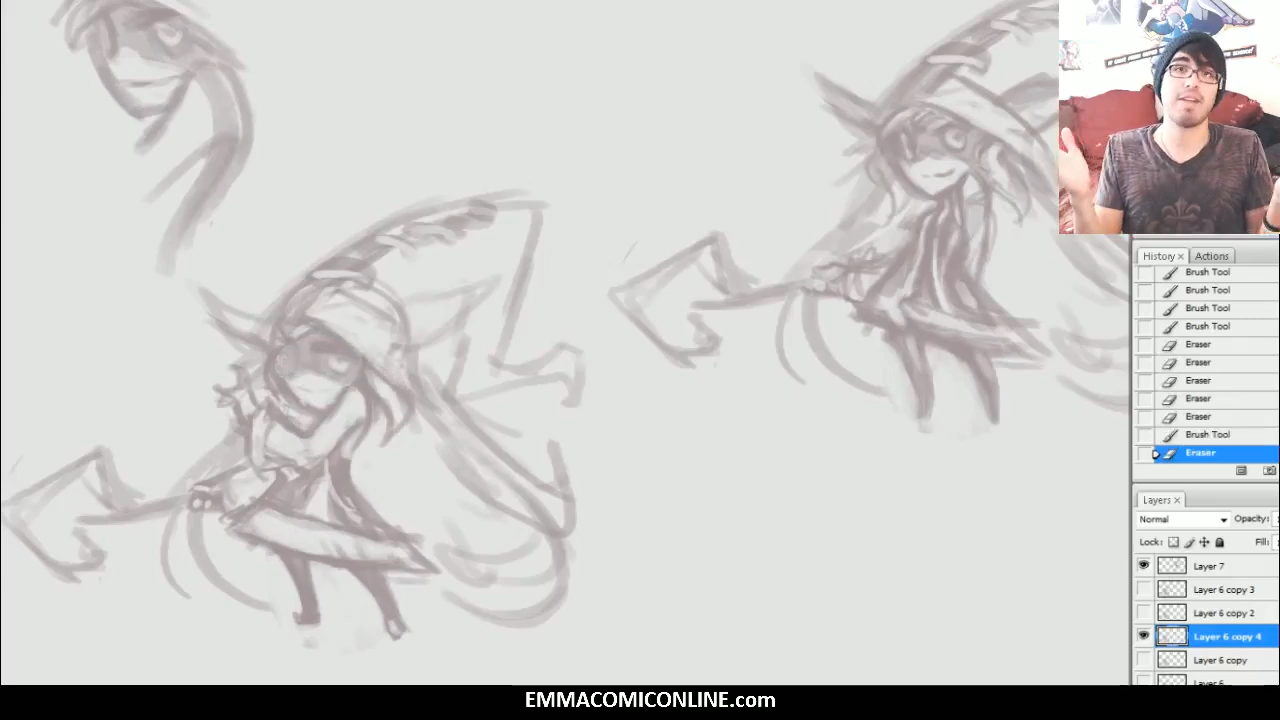 History × Actions
Brush Tool
Brush Tool
Brush Tool
Brush Tool
Eraser
Eraser
Eraser
Eraser
Eraser
Brush Tool
Eraser
Layers ×
Normal Opacity:
Lock: Fill:
Layer 7
Layer 6 copy 3
Layer 6 copy 2
Layer 6 copy 4
Layer 6 copy
Layer 6
EMMACOMICONLINE.com